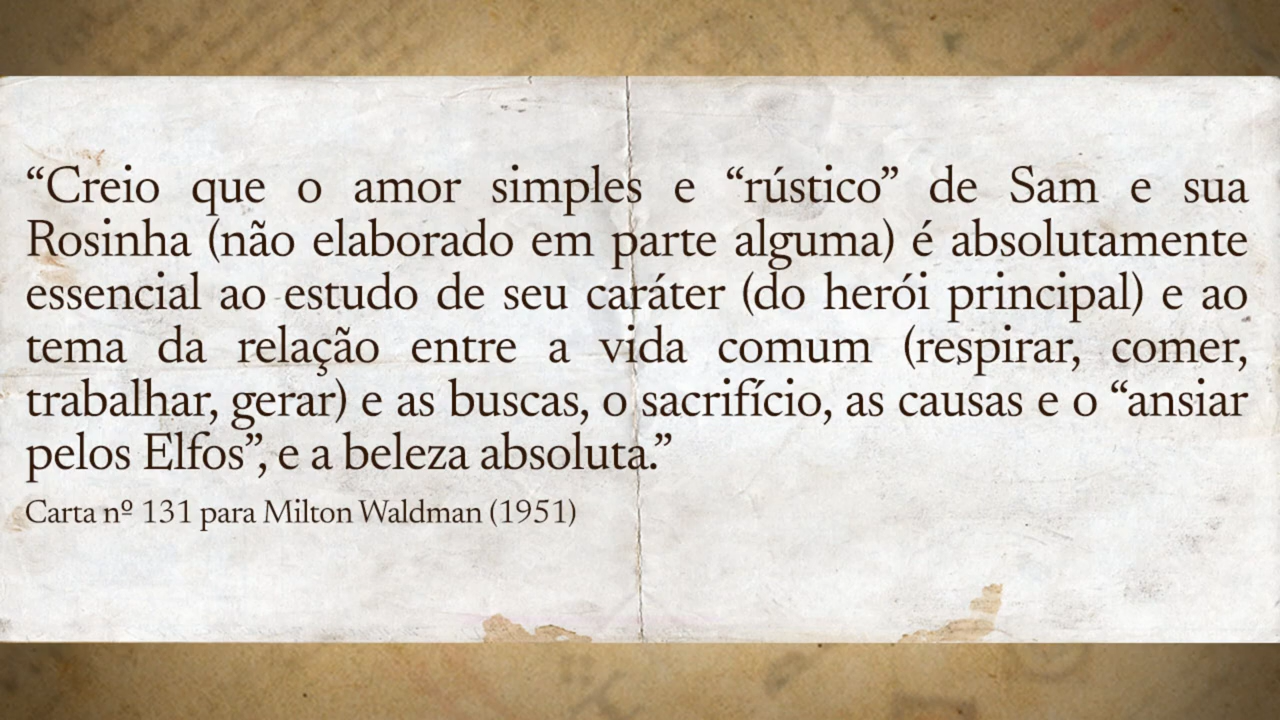 “Creio que o amor simples e “rústico” de Sam e sua
Rosinha (não elaborado em parte alguma) é absolutamente
essencial ao estudo de seu caráter (do herói principal) e ao
tema da relação entre a vida comum (respirar, comer,
trabalhar, gerar) e as buscas, o sacrifício, as causas e o “ansiar
pelos Elfos”, e a beleza absoluta.”
Carta nº 131 para Milton Waldman (1951)